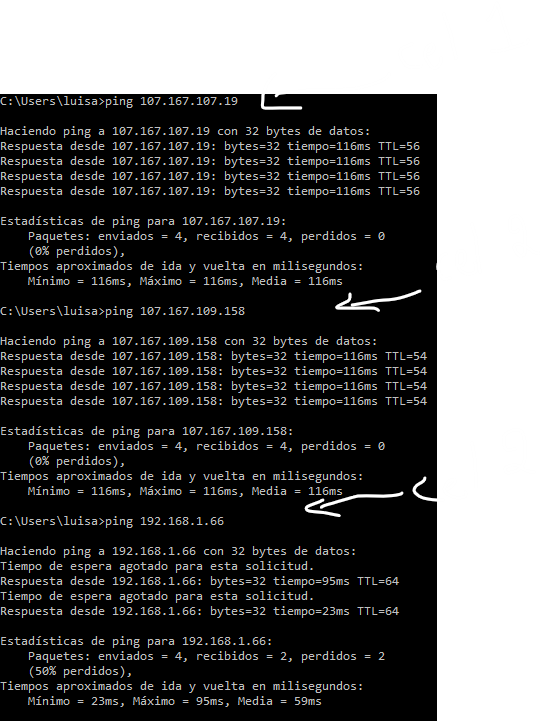 C:\Users\luisa>ping 107.167.107.19
Haciendo ping a 107.167.107.19 con 32 bytes de datos:
Respuesta desde 107.167.107.19: bytes=32 tiempo=116ms TTL=56
Respuesta desde 107.167.107.19: bytes=32 tiempo=116ms TTL=56
Respuesta desde 107.167.107.19: bytes=32 tiempo=116ms TTL=56
Respuesta desde 107.167.107.19: bytes=32 tiempo=116ms TTL=56
Estadísticas de ping para 107.167.107.19:
Paquetes: enviados = 4, recibidos = 4, perdidos = 0
(0% perdidos),
Tiempos aproximados de ida y vuelta en milisegundos:
Mínimo = 116ms, Máximo = 116ms, Media = 116ms
C:\Users\luisa>ping 107.167.109.158
Haciendo ping a 107.167.109.158 con 32 bytes de datos:
Respuesta desde 107.167.109.158: bytes=32 tiempo=116ms TTL=54
Respuesta desde 107.167.109.158: bytes=32 tiempo=116ms TTL=54
Respuesta desde 107.167.109.158: bytes=32 tiempo=116ms TTL=54
Respuesta desde 107.167.109.158: bytes=32 tiempo=116ms TTL=54
Estadísticas de ping para 107.167.109.158:
Paquetes: enviados = 4, recibidos = 4, perdidos = 0
(0% perdidos),
Tiempos aproximados de ida y vuelta en milisegundos:
Mínimo = 116ms, Máximo = 116ms, Media = 116ms
C:\Users\luisa>ping 192.168.1.66
Haciendo ping a 192.168.1.66 con 32 bytes de datos:
Tiempo de espera agotado para esta solicitud.
Respuesta desde 192.168.1.66: bytes=32 tiempo=95ms TTL=64
Tiempo de espera agotado para esta solicitud.
Respuesta desde 192.168.1.66: bytes=32 tiempo=23ms TTL=64
Estadísticas de ping para 192.168.1.66:
Paquetes: enviados = 4, recibidos = 2, perdidos = 2
(50% perdidos),
Tiempos aproximados de ida y vuelta en milisegundos:
Mínimo = 23ms, Máximo = 95ms, Media = 59ms